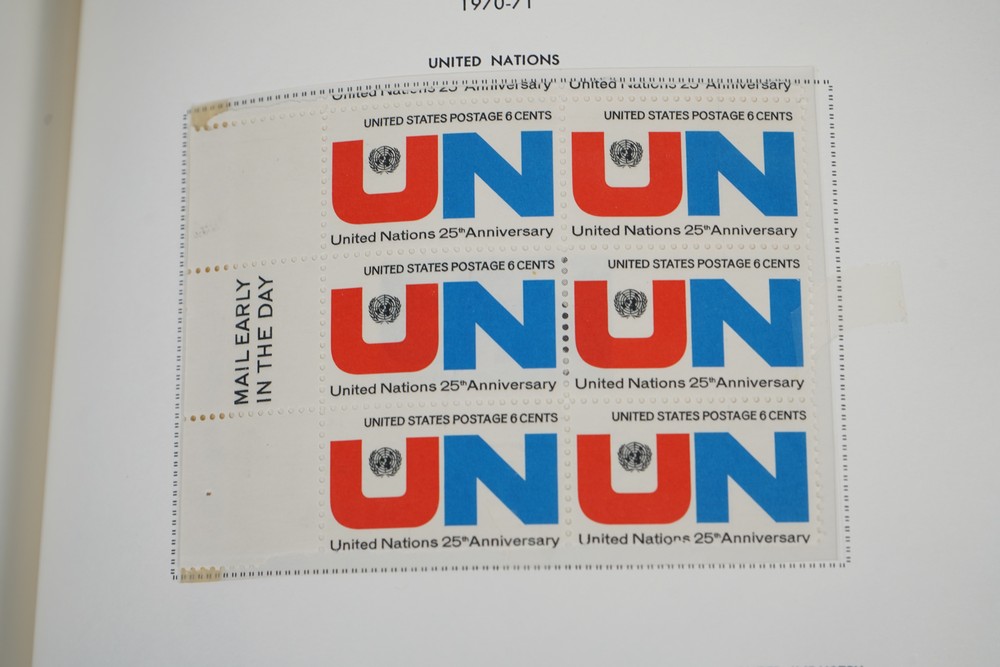 1970-71
UNITED NATIONS
United Nations 25th Anniversary United Nations 25th Anniversary
UNITED STATES POSTAGE 6 CENTS UNITED STATES POSTAGE 6 CENTS
UN UN
United Nations 25th Anniversary United Nations 25th Anniversary
UNITED STATES POSTAGE 6 CENTS UNITED STATES POSTAGE 6 CENTS
MAIL EARLY
IN THE DAY
UN UN
United Nations 25th Anniversary United Nations 25th Anniversary
UNITED STATES POSTAGE 6 CENTS UNITED STATES POSTAGE 6 CENTS
UN UN
United Nations 25th Anniversary United Nations 25th Anniversary